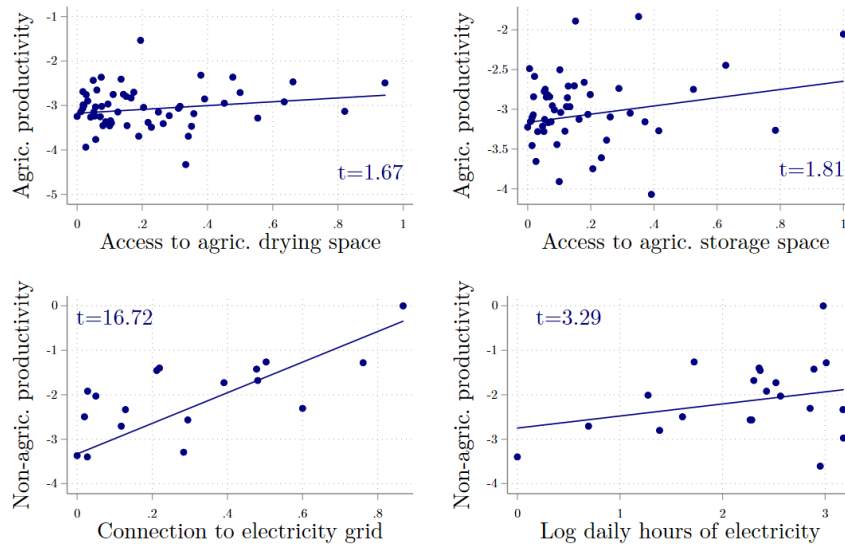 Agric. productivity
-1
-2
-3
-4
-5
t=1.67
0 .2 .4 .6 .8 1
Access to agric. drying space
Agric. productivity
-2
-2.5
-3
-3.5
-4
t=1.81
0 .2 .4 .6 .8 1
Access to agric. storage space
Non-agric. productivity
0
-1
-2
-3
-4
t=16.72
0 .2 .4 .6 .8
Connection to electricity grid
Non-agric. productivity
0
-1
-2
-3
-4
t=3.29
0 1 2 3
Log daily hours of electricity